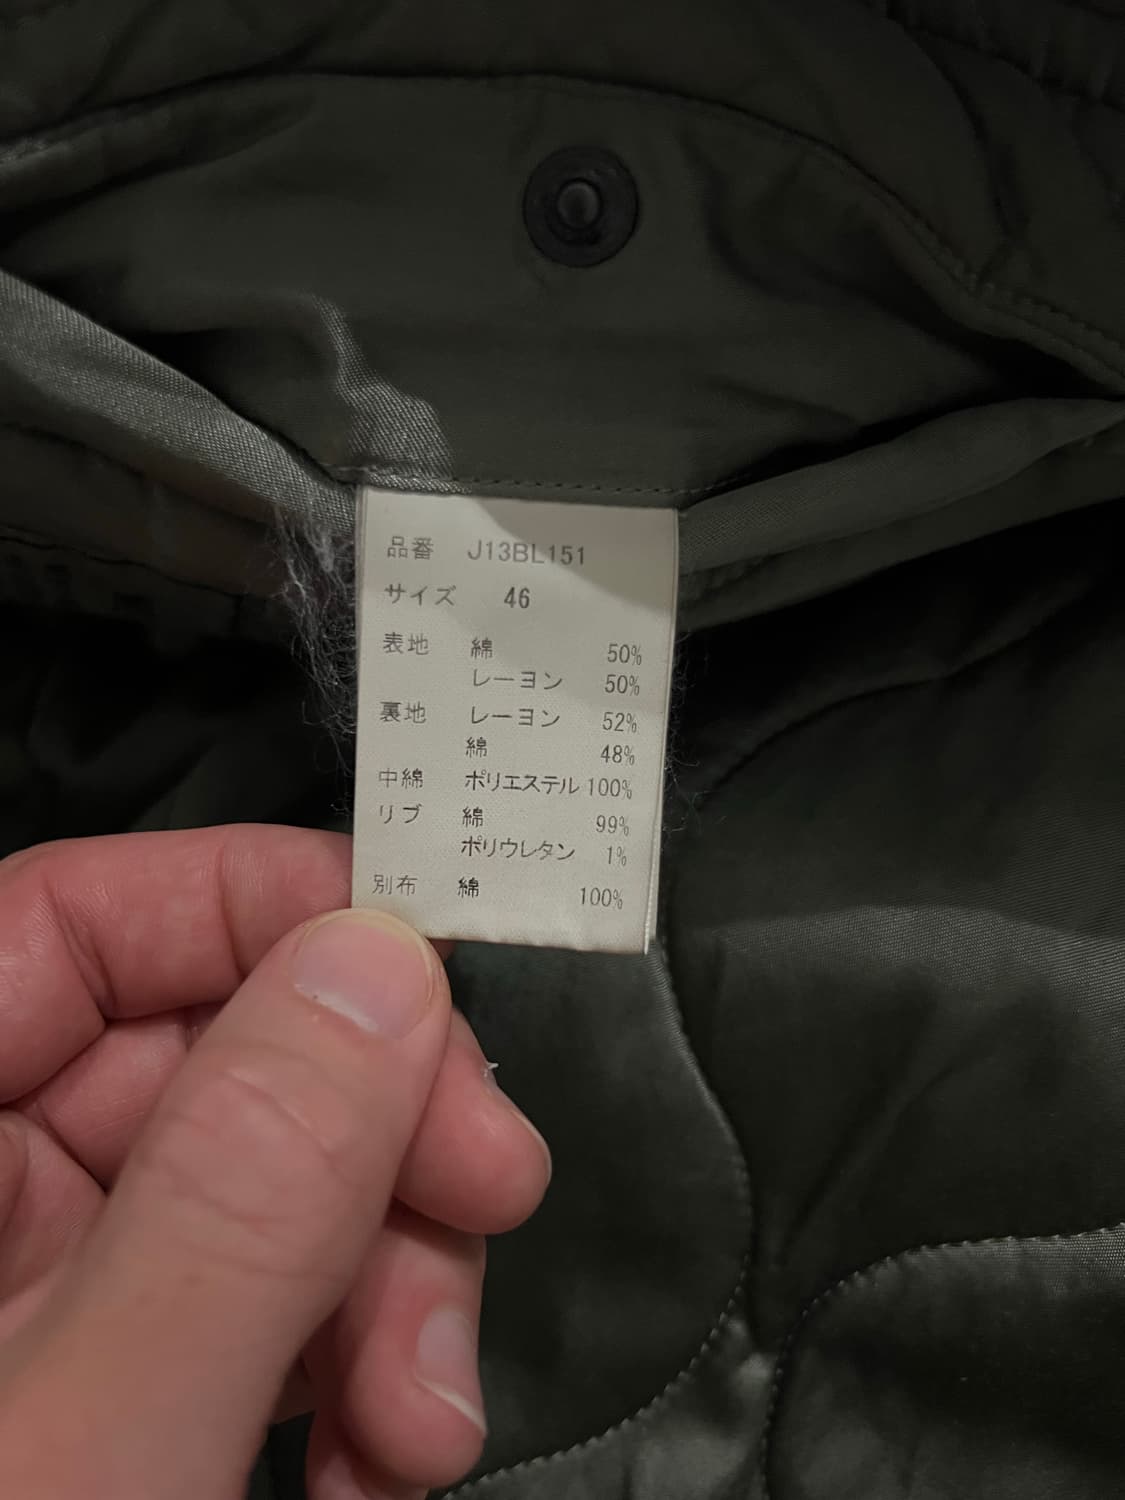 品番 J13BL151
サイズ 46
表地 綿 50%
レーヨン 50%
裏地 レーヨン 52%
綿 48%
中綿 ポリエステル 100%
リブ 綿 99%
ポリウレタン 1%
別布 綿 100%